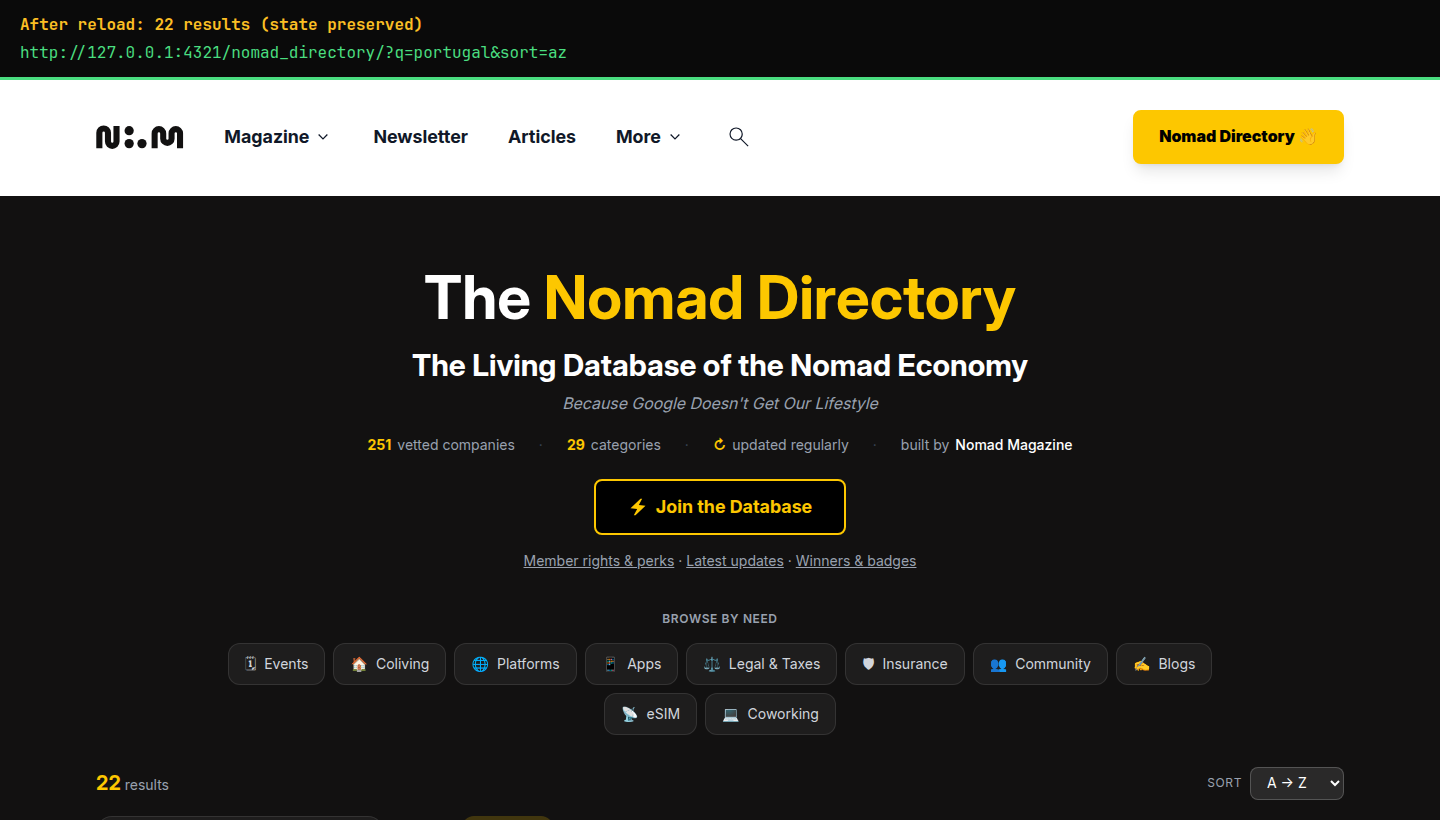 After reload: 22 results (state preserved)
http://127.0.0.1:4321/nomad_directory/?q=portugal&sort=az
N:.M Magazine Newsletter Articles More Nomad Directory 👋
The Nomad Directory
The Living Database of the Nomad Economy
Because Google Doesn't Get Our Lifestyle
251 vetted companies · 29 categories · ↻ updated regularly · built by Nomad Magazine
⚡ Join the Database
Member rights & perks · Latest updates · Winners & badges
BROWSE BY NEED
Events Coliving Platforms Apps Legal & Taxes Insurance Community Blogs
eSIM Coworking
22 results SORT A → Z